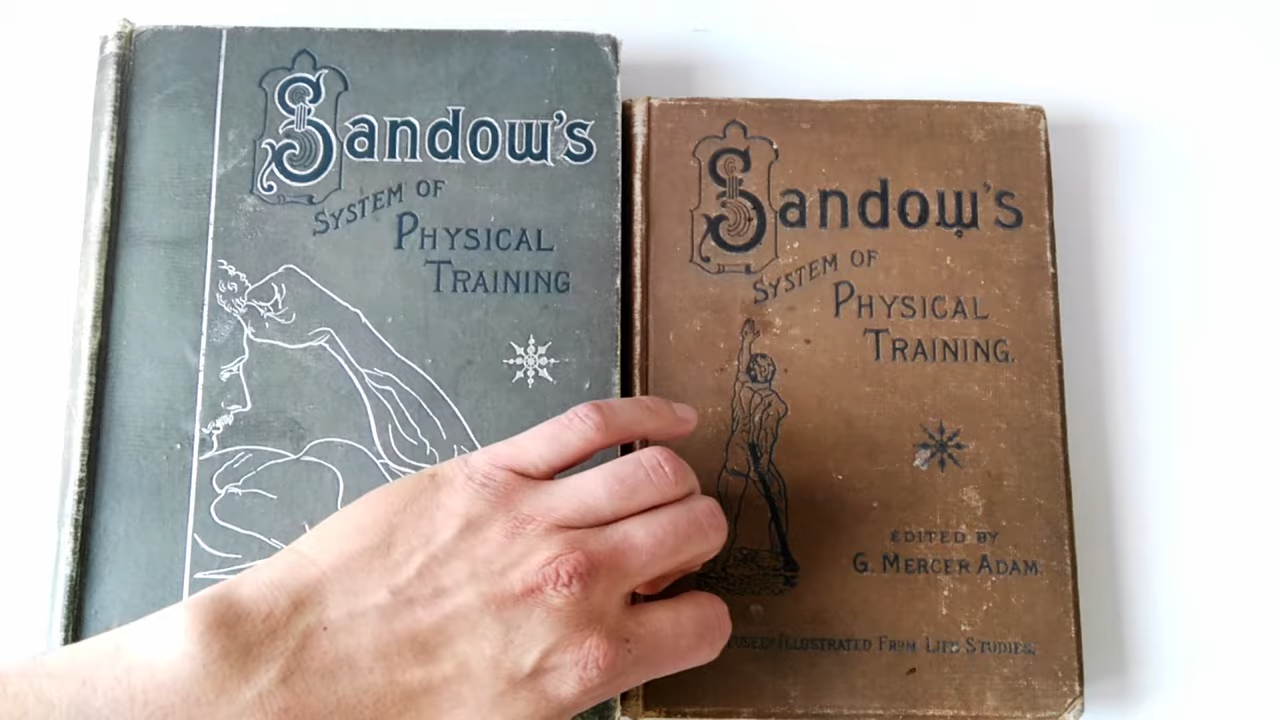 Sandow's
SYSTEM OF
PHYSICAL
TRAINING
Sandow's
SYSTEM OF
PHYSICAL
TRAINING.
EDITED BY
G. MERCER ADAM.
ILLUSTRATED FROM LIFE STUDIES.